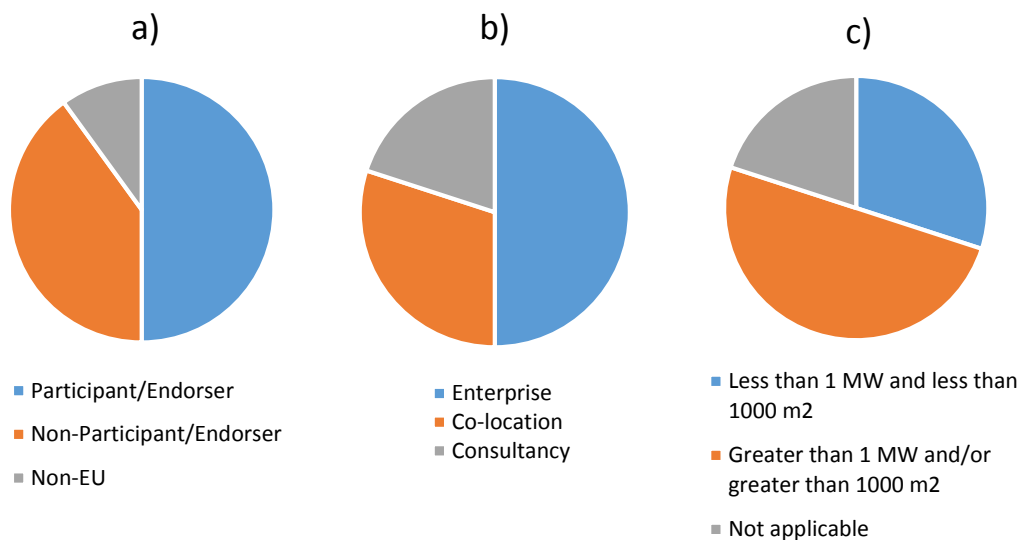 a)
b)
c)
Participant/Endorser
Non-Participant/Endorser
Non-EU
Enterprise
Co-location
Consultancy
Less than 1 MW and less than
1000 m2
Greater than 1 MW and/or
greater than 1000 m2
Not applicable